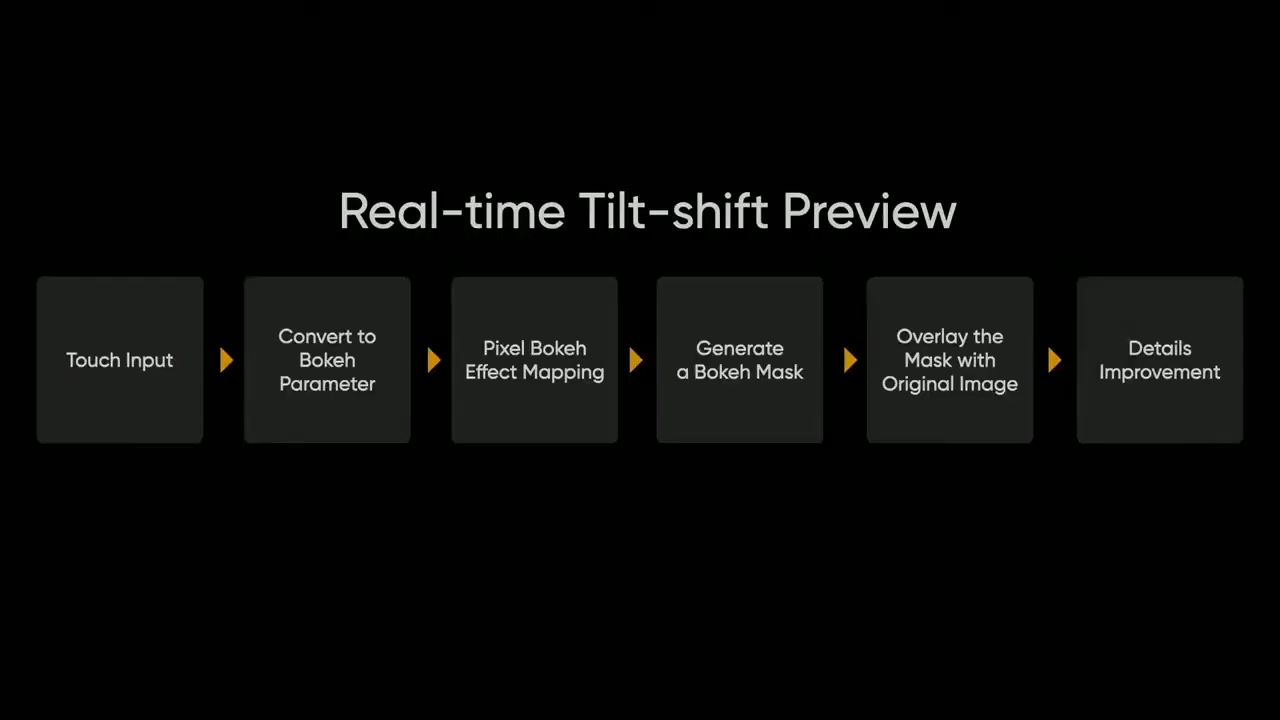 Real-time Tilt-shift Preview
Touch Input
Convert to
Bokeh
Parameter
Pixel Bokeh
Effect Mapping
Generate
a Bokeh Mask
Overlay the
Mask with
Original Image
Details
Improvement